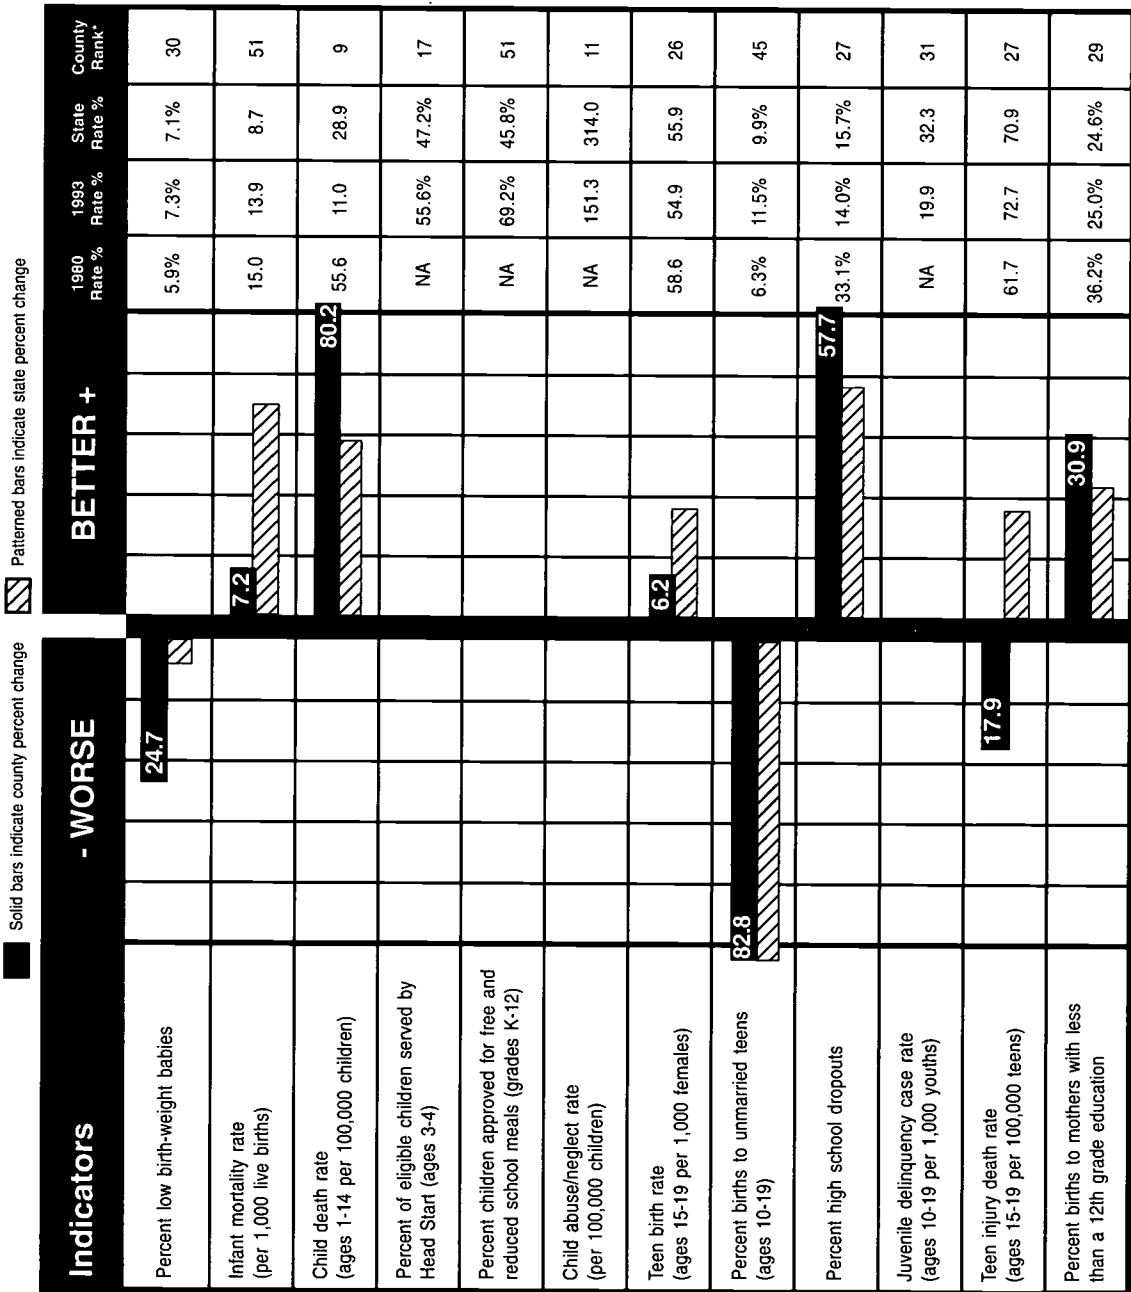 Solid bars indicate county percent change
Patterned bars indicate state percent change
Indicators - WORSE BETTER + 1980 Rate % 1993 Rate % State Rate % County Rank*
Percent low birth-weight babies 24.7 5.9% 7.3% 7.1% 30
Infant mortality rate
(per 1,000 live births) 7.2 15.0 13.9 8.7 51
Child death rate
(ages 1-14 per 100,000 children) 80.2 55.6 11.0 28.9 9
Percent of eligible children served by
Head Start (ages 3-4) NA 55.6% 47.2% 17
Percent children approved for free and
reduced school meals (grades K-12) NA 69.2% 45.8% 51
Child abuse/neglect rate
(per 100,000 children) NA 151.3 314.0 11
Teen birth rate
(ages 15-19 per 1,000 females) 6.2 58.6 54.9 55.9 26
Percent births to unmarried teens
(ages 10-19) 82.8 6.3% 11.5% 9.9% 45
Percent high school dropouts 57.7 33.1% 14.0% 15.7% 27
Juvenile delinquency case rate
(ages 10-19 per 1,000 youths) NA 19.9 32.3 31
Teen injury death rate
(ages 15-19 per 100,000 teens) 17.9 61.7 72.7 70.9 27
Percent births to mothers with less
than a 12th grade education 30.9 36.2% 25.0% 24.6% 29